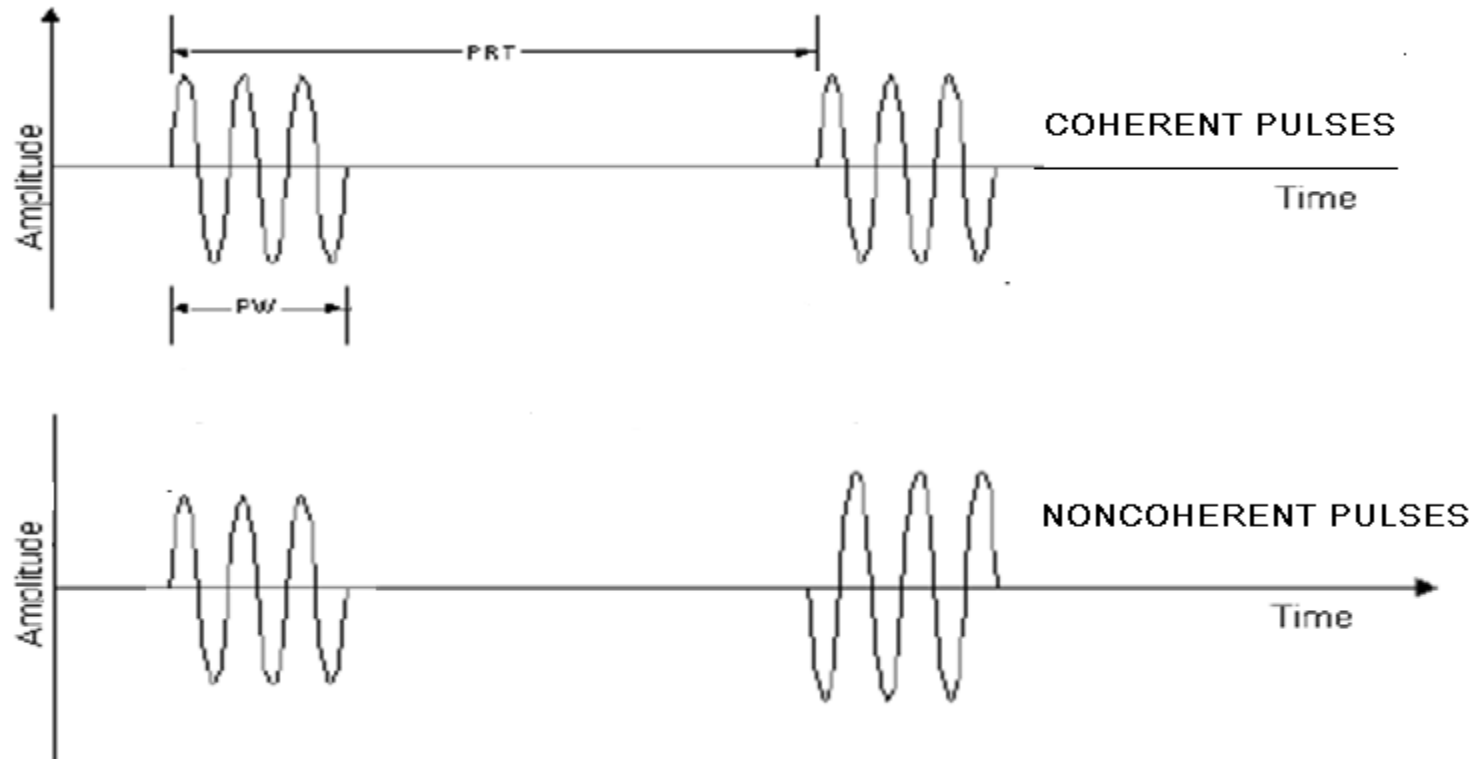 PRT
COHERENT PULSES
Amplitude
Time
PW
NONCOHERENT PULSES
Amplitude
Time